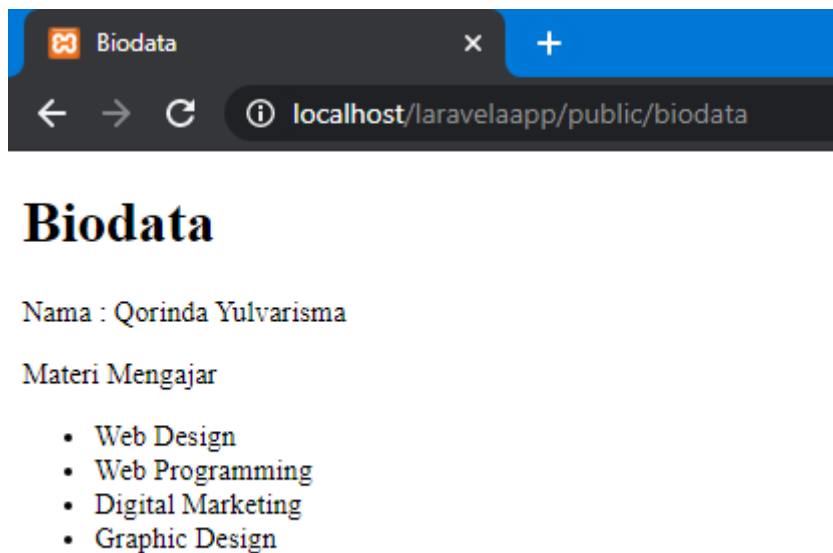 Biodata
localhost/laravelaapp/public/biodata
Biodata
Nama : Qorinda Yulvarisma
Materi Mengajar
• Web Design
• Web Programming
• Digital Marketing
• Graphic Design